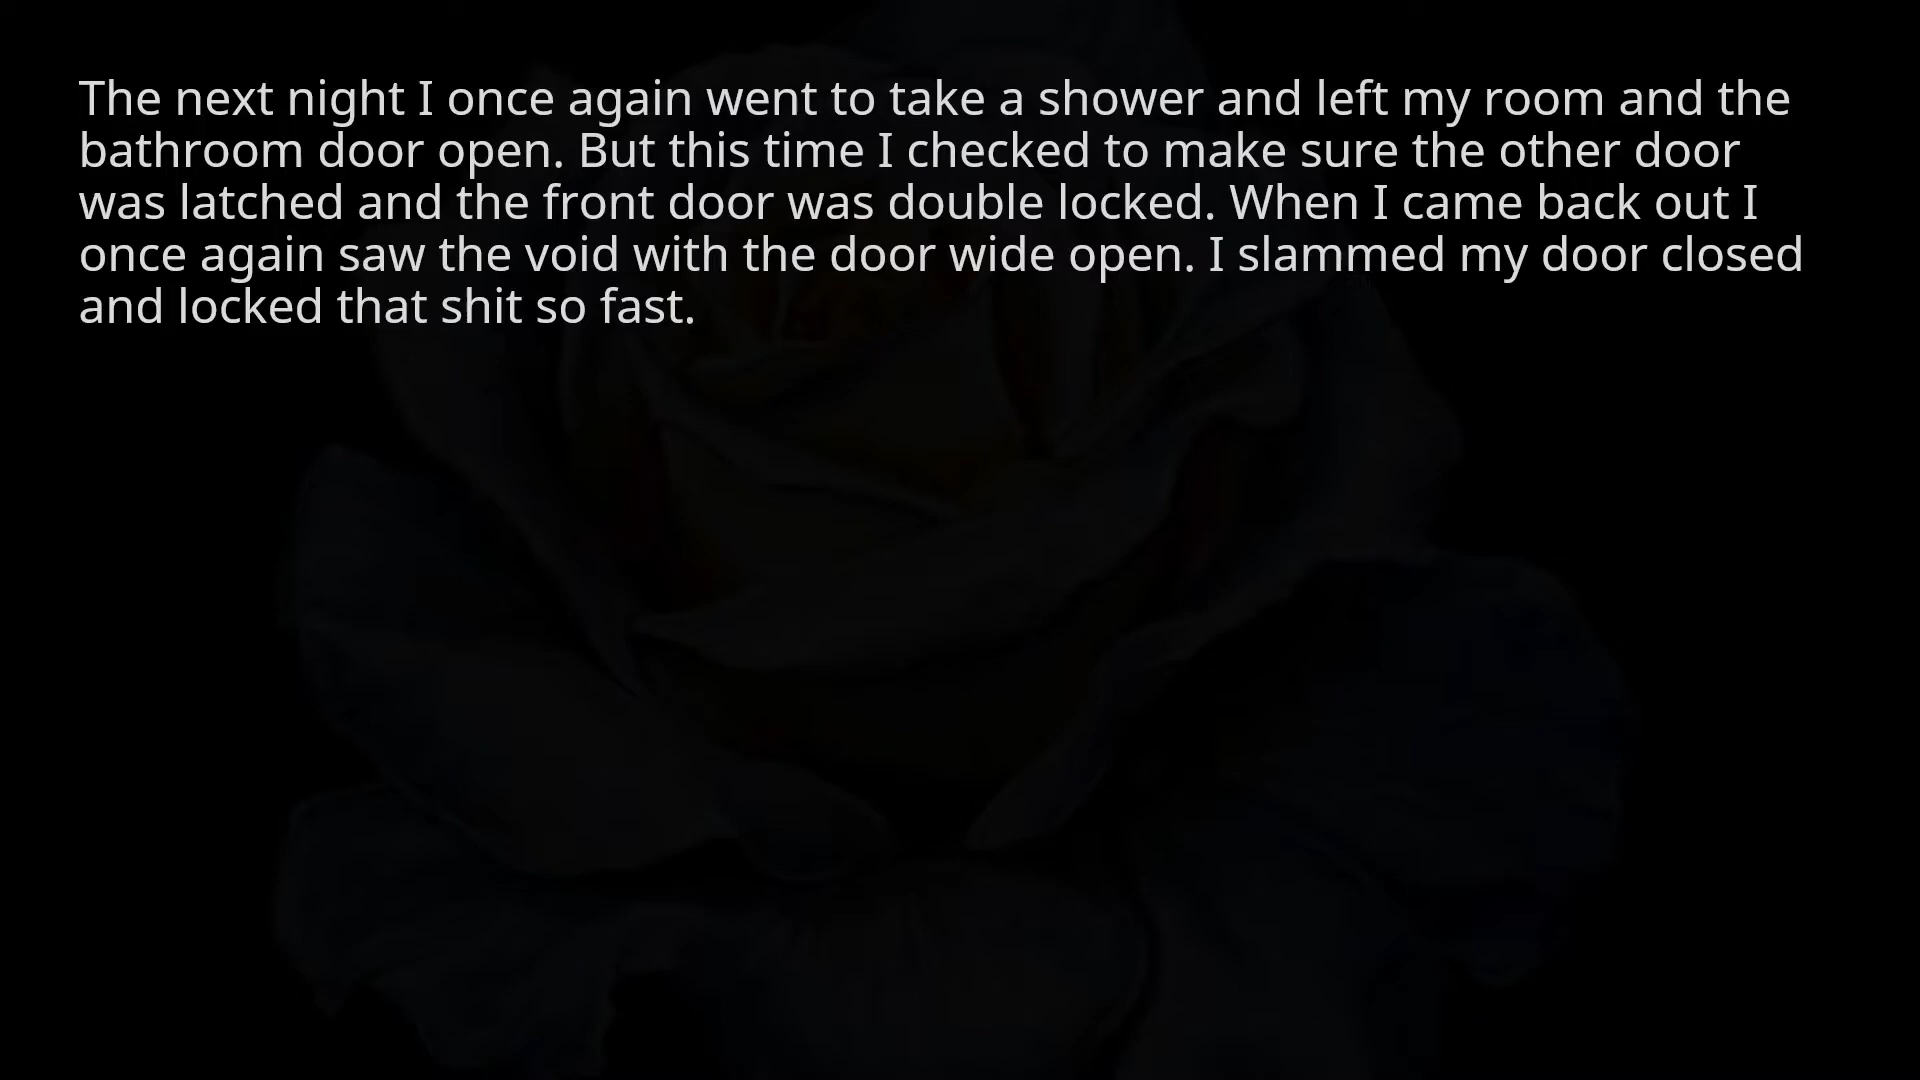 The next night I once again went to take a shower and left my room and the
bathroom door open. But this time I checked to make sure the other door
was latched and the front door was double locked. When I came back out I
once again saw the void with the door wide open. I slammed my door closed
and locked that shit so fast.